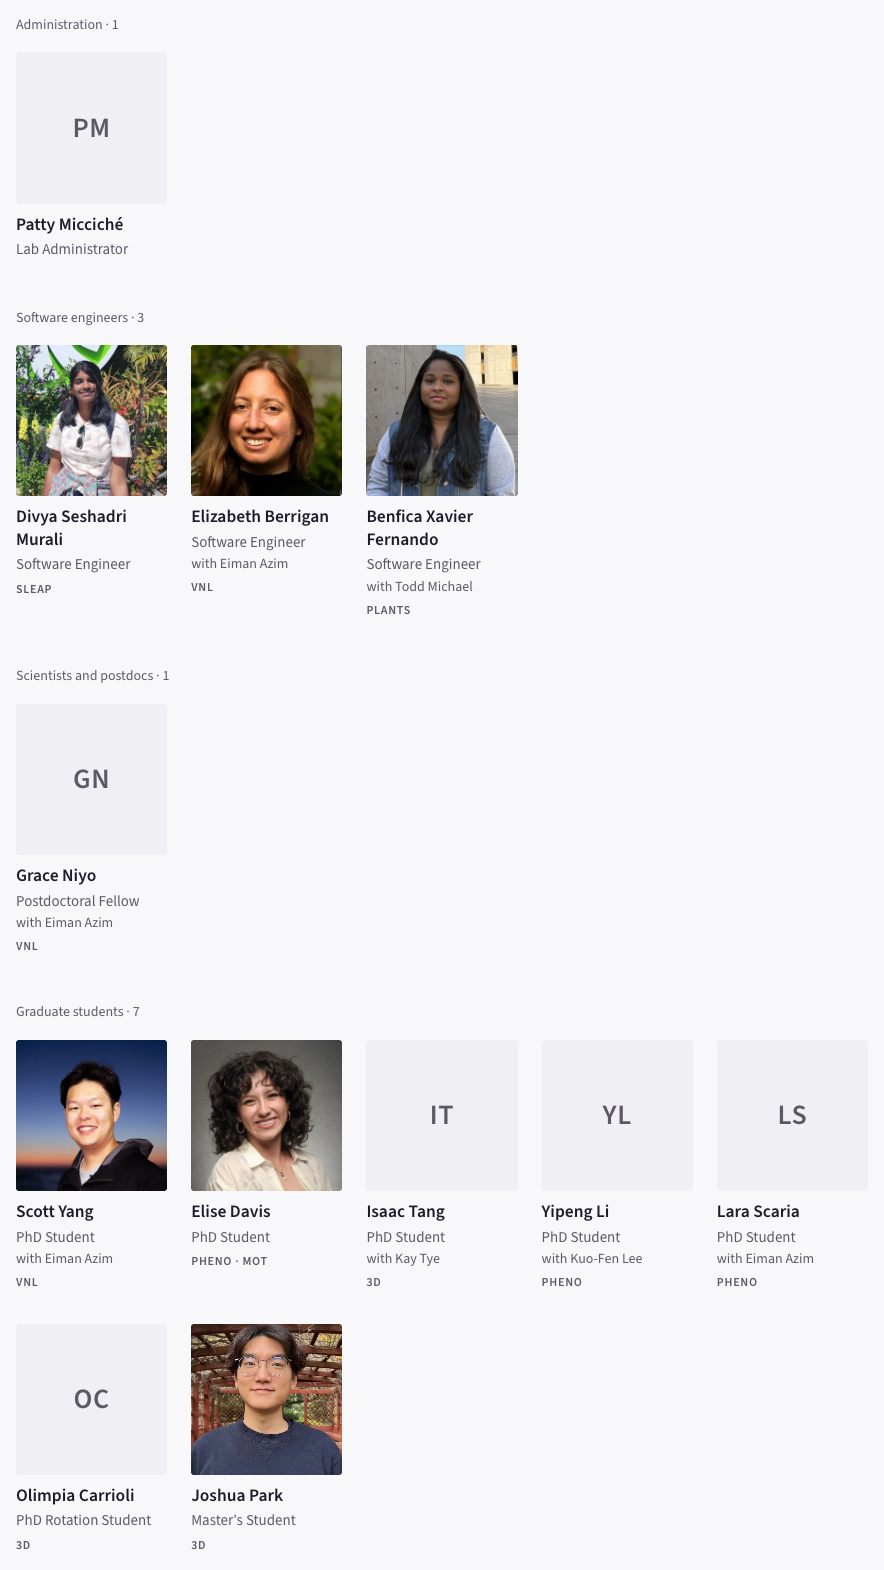 Administration · 1
PM
Patty Micciché
Lab Administrator
Software engineers · 3
Divya Seshadri
Murali
Software Engineer
SLEAP
Elizabeth Berrigan
Software Engineer
with Eiman Azim
VNL
Benfica Xavier
Fernando
Software Engineer
with Todd Michael
PLANTS
Scientists and postdocs · 1
GN
Grace Niyo
Postdoctoral Fellow
with Eiman Azim
VNL
Graduate students · 7
Scott Yang
PhD Student
with Eiman Azim
VNL
Elise Davis
PhD Student
PHENO · MOT
IT
Isaac Tang
PhD Student
with Kay Tye
3D
YL
Yipeng Li
PhD Student
with Kuo-Fen Lee
PHENO
LS
Lara Scaria
PhD Student
with Eiman Azim
PHENO
OC
Olimpia Carrioli
PhD Rotation Student
3D
Joshua Park
Master's Student
3D